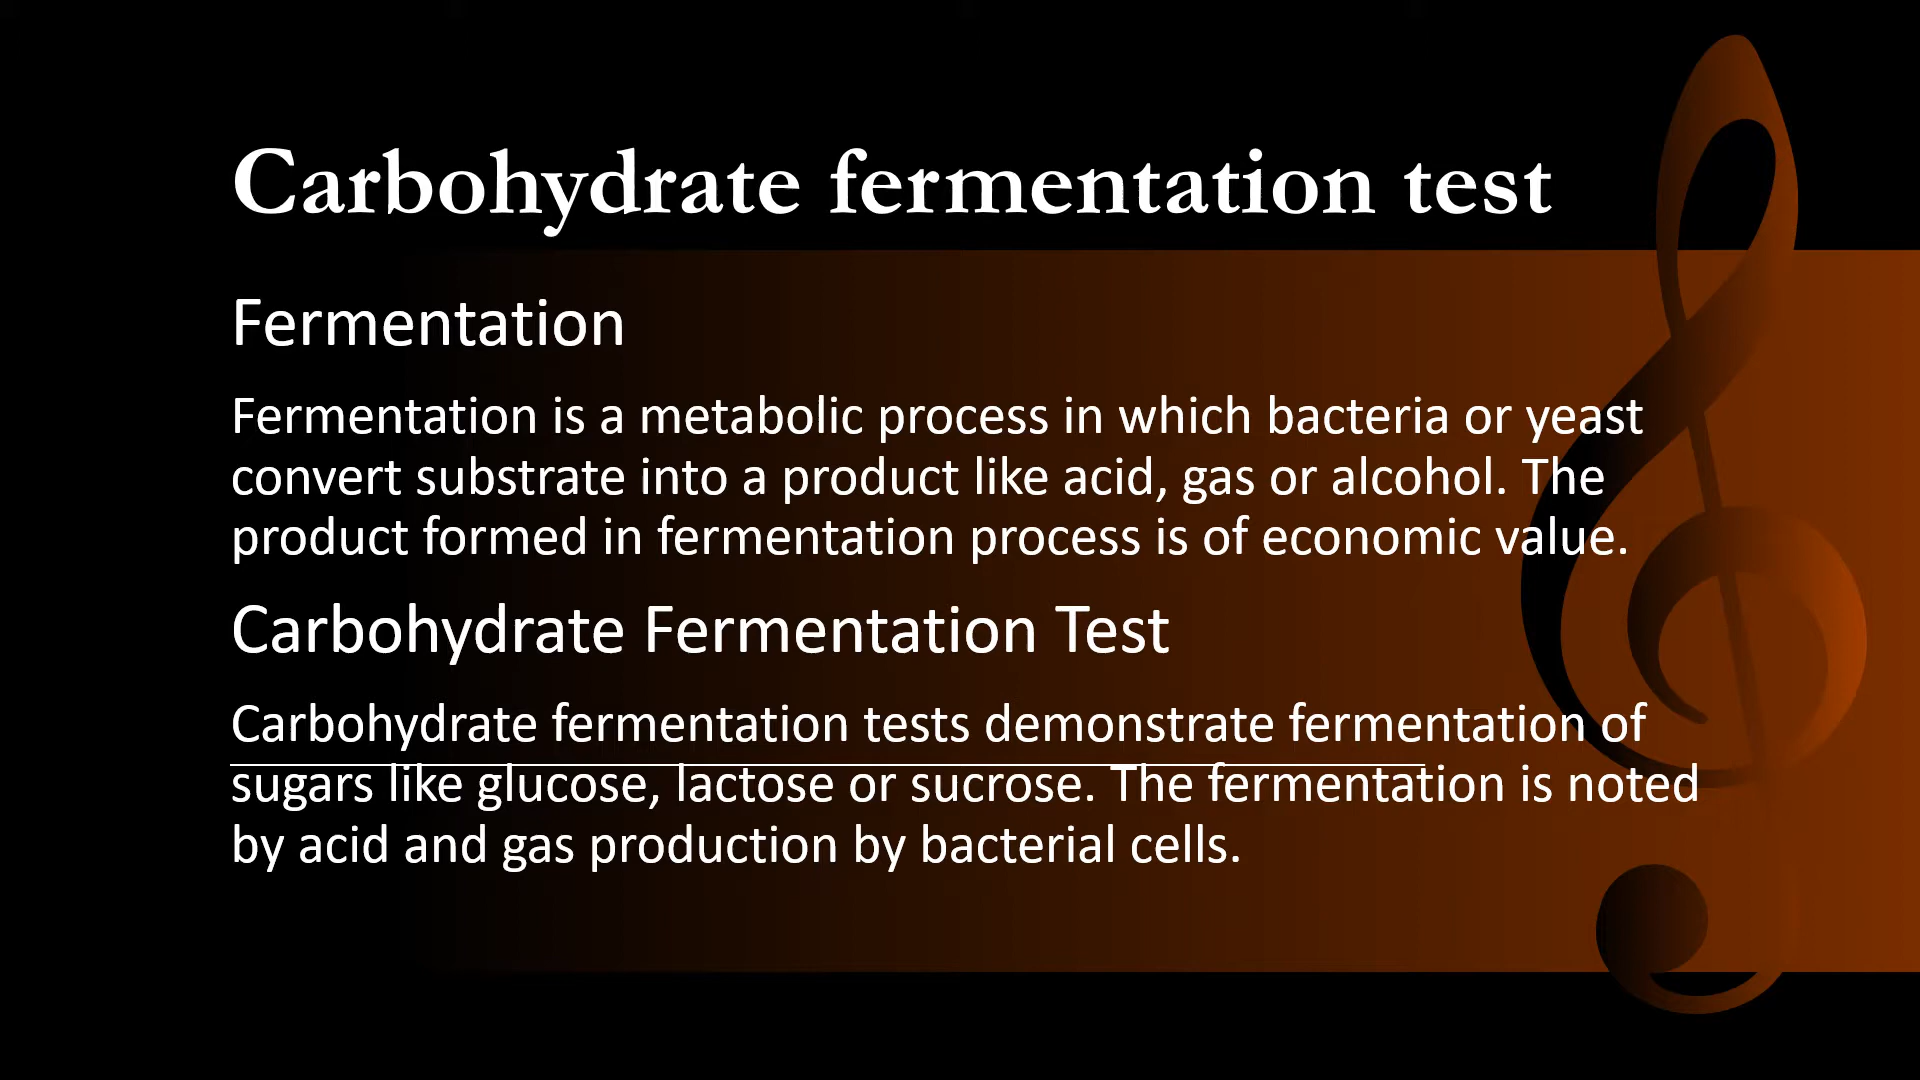 Carbohydrate fermentation test
Fermentation
Fermentation is a metabolic process in which bacteria or yeast
convert substrate into a product like acid, gas or alcohol. The
product formed in fermentation process is of economic value.
Carbohydrate Fermentation Test
Carbohydrate fermentation tests demonstrate fermentation of
sugars like glucose, lactose or sucrose. The fermentation is noted
by acid and gas production by bacterial cells.